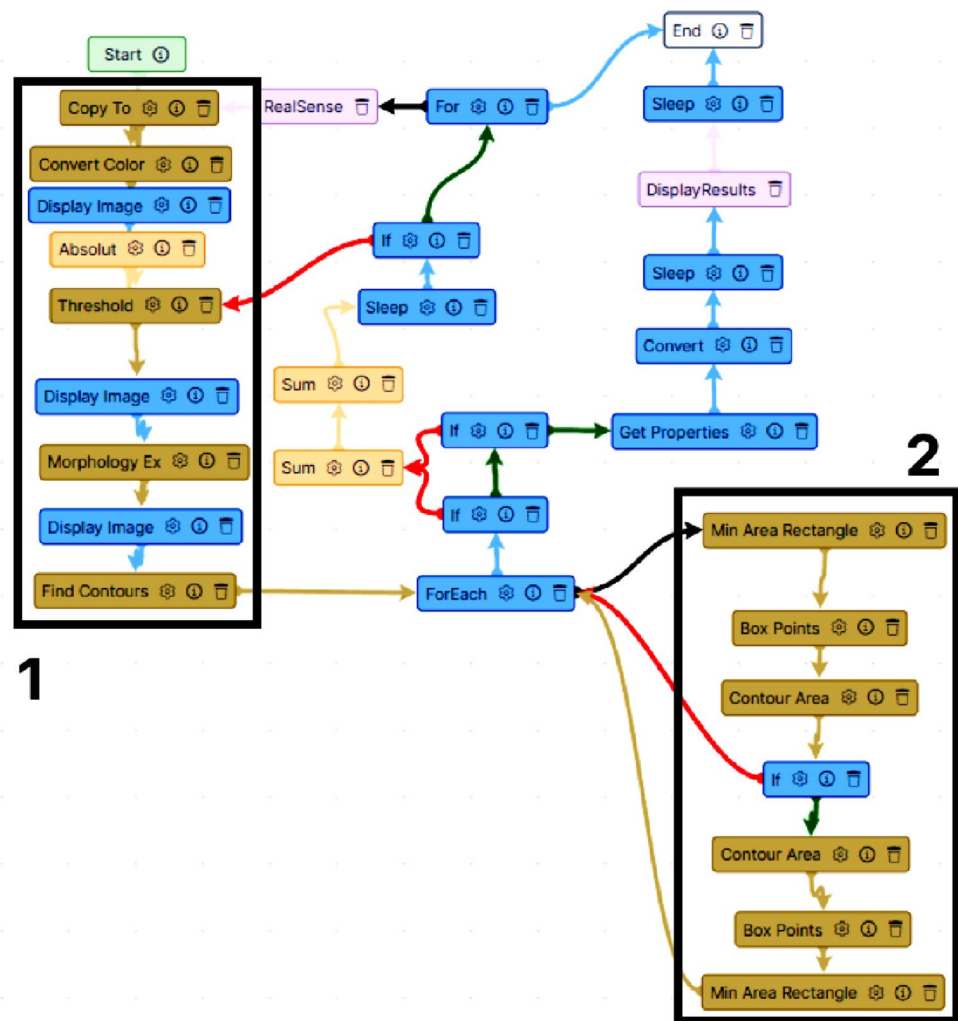 Start
End
Copy To
RealSense
For
Sleep
Convert Color
Display Image
DisplayResults
If
Absolut
Threshold
Sleep
Sleep
Convert
Sum
Display Image
If
Get Properties
Morphology Ex
Sum
2
If
Display Image
Min Area Rectangle
Find Contours
ForEach
Box Points
1
Contour Area
If
Contour Area
Box Points
Min Area Rectangle